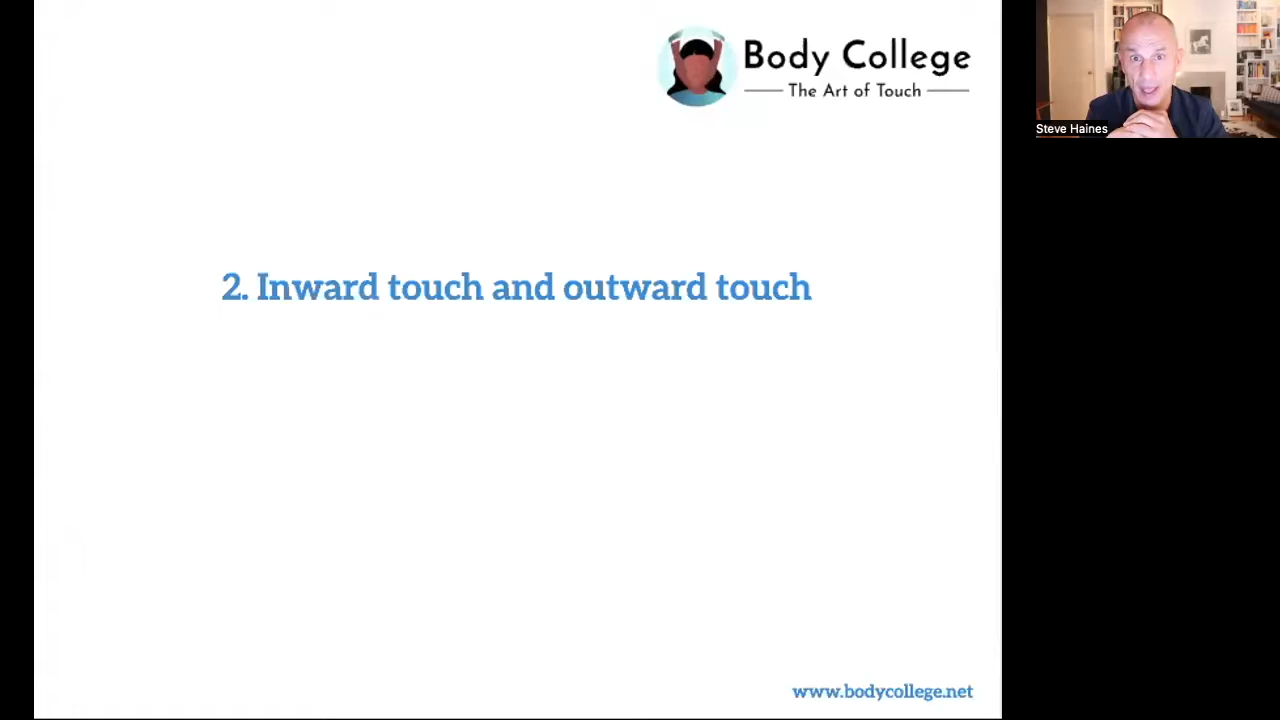 Body College
The Art of Touch
Steve Haines
2. Inward touch and outward touch
www.bodycollege.net